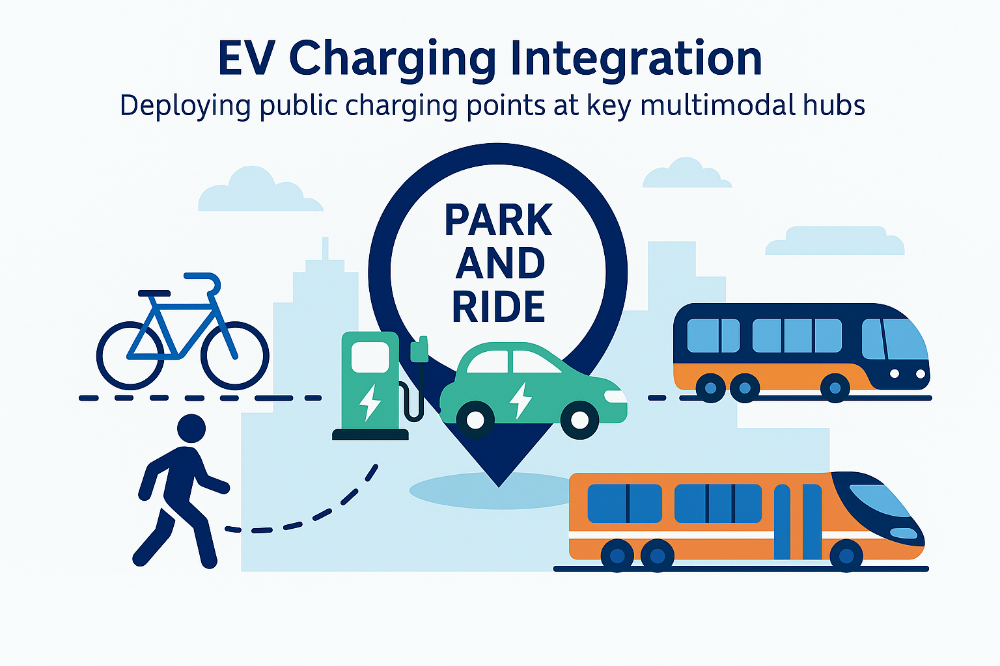 EV Charging Integration
Deploying public charging points at key multimodal hubs
PARK
AND
RIDE